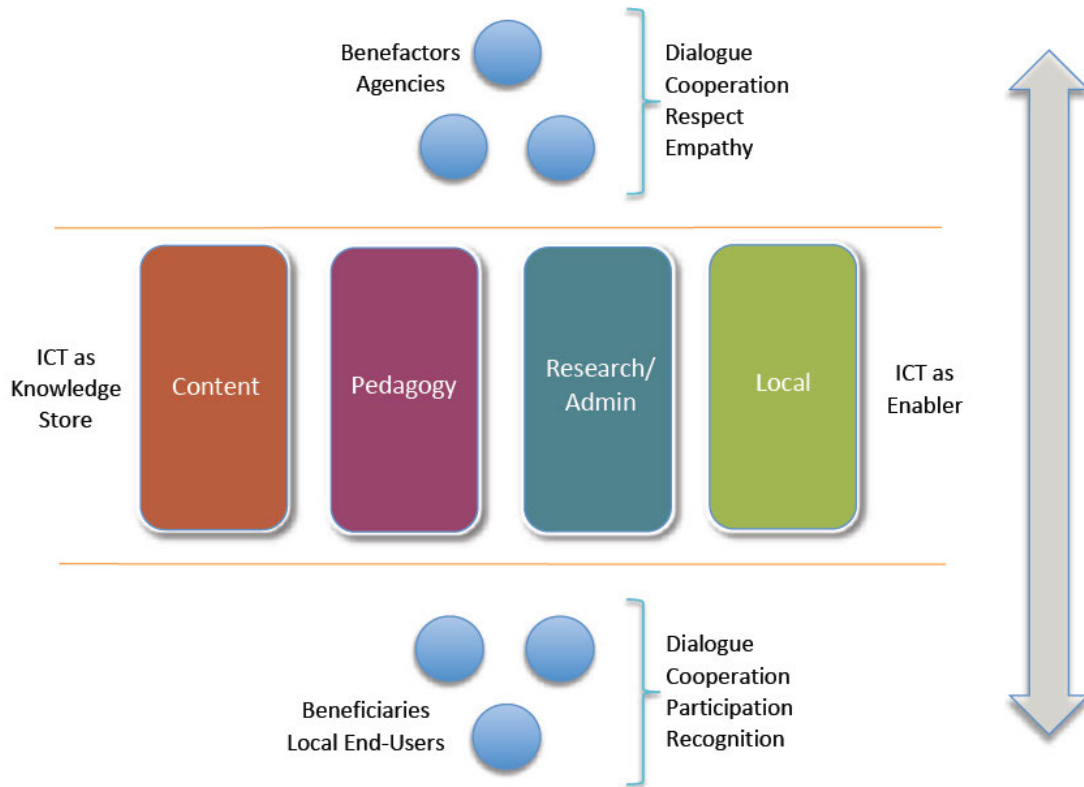 Benefactors
Agencies
Dialogue
Cooperation
Respect
Empathy
ICT as
Knowledge
Store
Content
Pedagogy
Research/
Admin
Local
ICT as
Enabler
Beneficiaries
Local End-Users
Dialogue
Cooperation
Participation
Recognition